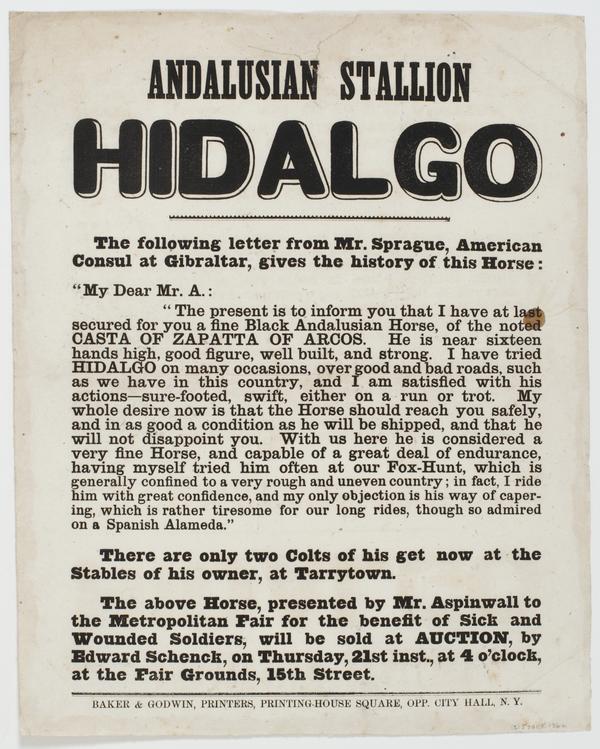 ANDALUSIAN STALLION
HIDALGO
The following letter from Mr. Sprague, American
Consul at Gibraltar, gives the history of this Horse:
"My Dear Mr. A.:
"The present is to inform you that I have at last
secured for you a fine Black Andalusian Horse, of the noted
CASTA OF ZAPATTA OF ARCOS. He is near sixteen
hands high, good figure, well built, and strong. I have tried
HIDALGO on many occasions, over good and bad roads, such
as we have in this country, and I am satisfied with his
actions—sure-footed, swift, either on a run or trot. My
whole desire now is that the Horse should reach you safely,
and in as good a condition as he will be shipped, and that he
will not disappoint you. With us here he is considered a
very fine Horse, and capable of a great deal of endurance,
having myself tried him often at our Fox-Hunt, which is
generally confined to a very rough and uneven country; in fact, I ride
him with great confidence, and my only objection is his way of caper-
ing, which is rather tiresome for our long rides, though so admired
on a Spanish Alameda."
There are only two Colts of his get now at the
Stables of his owner, at Tarrytown.
The above Horse, presented by Mr. Aspinwall to
the Metropolitan Fair for the benefit of Sick and
Wounded Soldiers, will be sold at AUCTION, by
Edward Schenck, on Thursday, 21st inst., at 4 o'clock,
at the Fair Grounds, 15th Street.
BAKER & GODWIN, PRINTERS, PRINTING-HOUSE SQUARE, OPP. CITY HALL, N. Y.